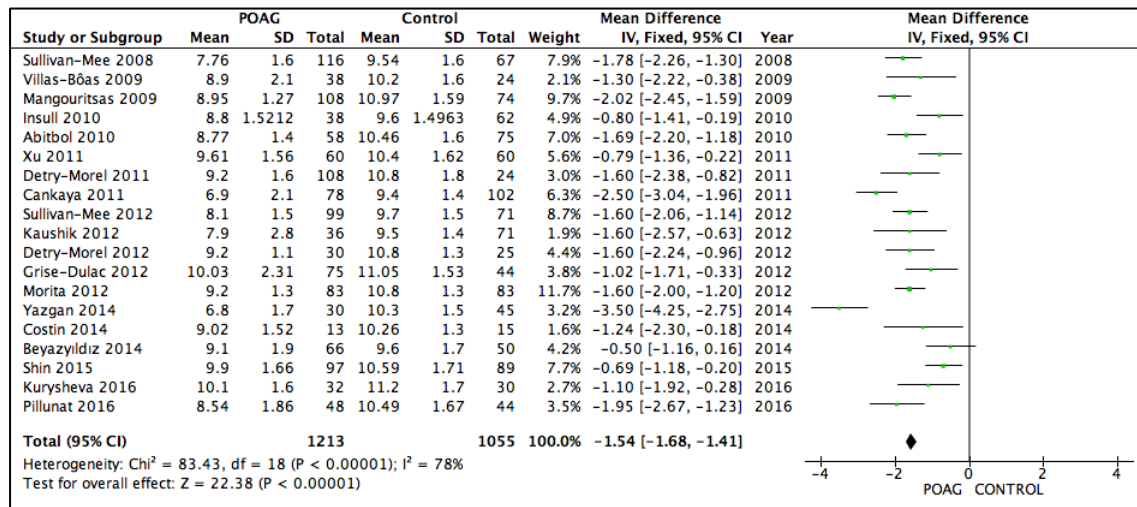 POAG Control Mean Difference Mean Difference
Study or Subgroup Mean SD Total Mean SD Total Weight IV, Fixed, 95% CI Year IV, Fixed, 95% CI
Sullivan-Mee 2008 7.76 1.6 116 9.54 1.6 67 7.9% -1.78 [-2.26, -1.30] 2008
Villas-Bôas 2009 8.9 2.1 38 10.2 1.6 24 2.1% -1.30 [-2.22, -0.38] 2009
Mangouritsas 2009 8.95 1.27 108 10.97 1.59 74 9.7% -2.02 [-2.45, -1.59] 2009
Insull 2010 8.8 1.5212 38 9.6 1.4963 62 4.9% -0.80 [-1.41, -0.19] 2010
Abitbol 2010 8.77 1.4 58 10.46 1.6 75 7.0% -1.69 [-2.20, -1.18] 2010
Xu 2011 9.61 1.56 60 10.4 1.62 60 5.6% -0.79 [-1.36, -0.22] 2011
Detry-Morel 2011 9.2 1.6 108 10.8 1.8 24 3.0% -1.60 [-2.38, -0.82] 2011
Cankaya 2011 6.9 2.1 78 9.4 1.4 102 6.3% -2.50 [-3.04, -1.96] 2011
Sullivan-Mee 2012 8.1 1.5 99 9.7 1.5 71 8.7% -1.60 [-2.06, -1.14] 2012
Kaushik 2012 7.9 2.8 36 9.5 1.4 71 1.9% -1.60 [-2.57, -0.63] 2012
Detry-Morel 2012 9.2 1.1 30 10.8 1.3 25 4.4% -1.60 [-2.24, -0.96] 2012
Grise-Dulac 2012 10.03 2.31 75 11.05 1.53 44 3.8% -1.02 [-1.71, -0.33] 2012
Morita 2012 9.2 1.3 83 10.8 1.3 83 11.7% -1.60 [-2.00, -1.20] 2012
Yazgan 2014 6.8 1.7 30 10.3 1.5 45 3.2% -3.50 [-4.25, -2.75] 2014
Costin 2014 9.02 1.52 13 10.26 1.3 15 1.6% -1.24 [-2.30, -0.18] 2014
Beyazyıldız 2014 9.1 1.9 66 9.6 1.7 50 4.2% -0.50 [-1.16, 0.16] 2014
Shin 2015 9.9 1.66 97 10.59 1.71 89 7.7% -0.69 [-1.18, -0.20] 2015
Kurysheva 2016 10.1 1.6 32 11.2 1.7 30 2.7% -1.10 [-1.92, -0.28] 2016
Pillunat 2016 8.54 1.86 48 10.49 1.67 44 3.5% -1.95 [-2.67, -1.23] 2016
Total (95% CI) 1213 1055 100.0% -1.54 [-1.68, -1.41]
Heterogeneity: Chi² = 83.43, df = 18 (P < 0.00001); I² = 78%
Test for overall effect: Z = 22.38 (P < 0.00001)
-4 -2 0 2 4
POAG CONTROL